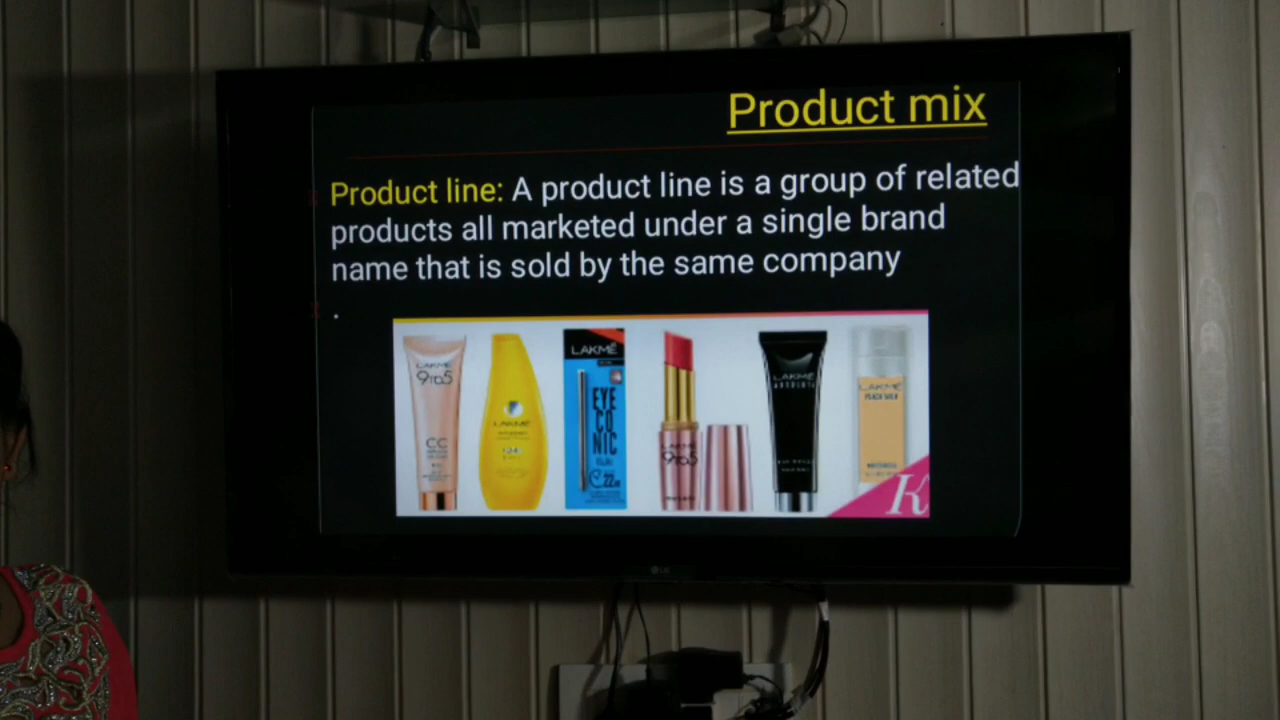 Product mix
Product line: A product line is a group of related
products all marketed under a single brand
name that is sold by the same company
.
LAKMÉ
9to5
CC
LAKMÉ
LAKMÉ
EYE
CO
NIC
LAKMÉ
9to5
LAKMÉ
ABSOLUTE
LAKMÉ
PEACH MILK
K
LG